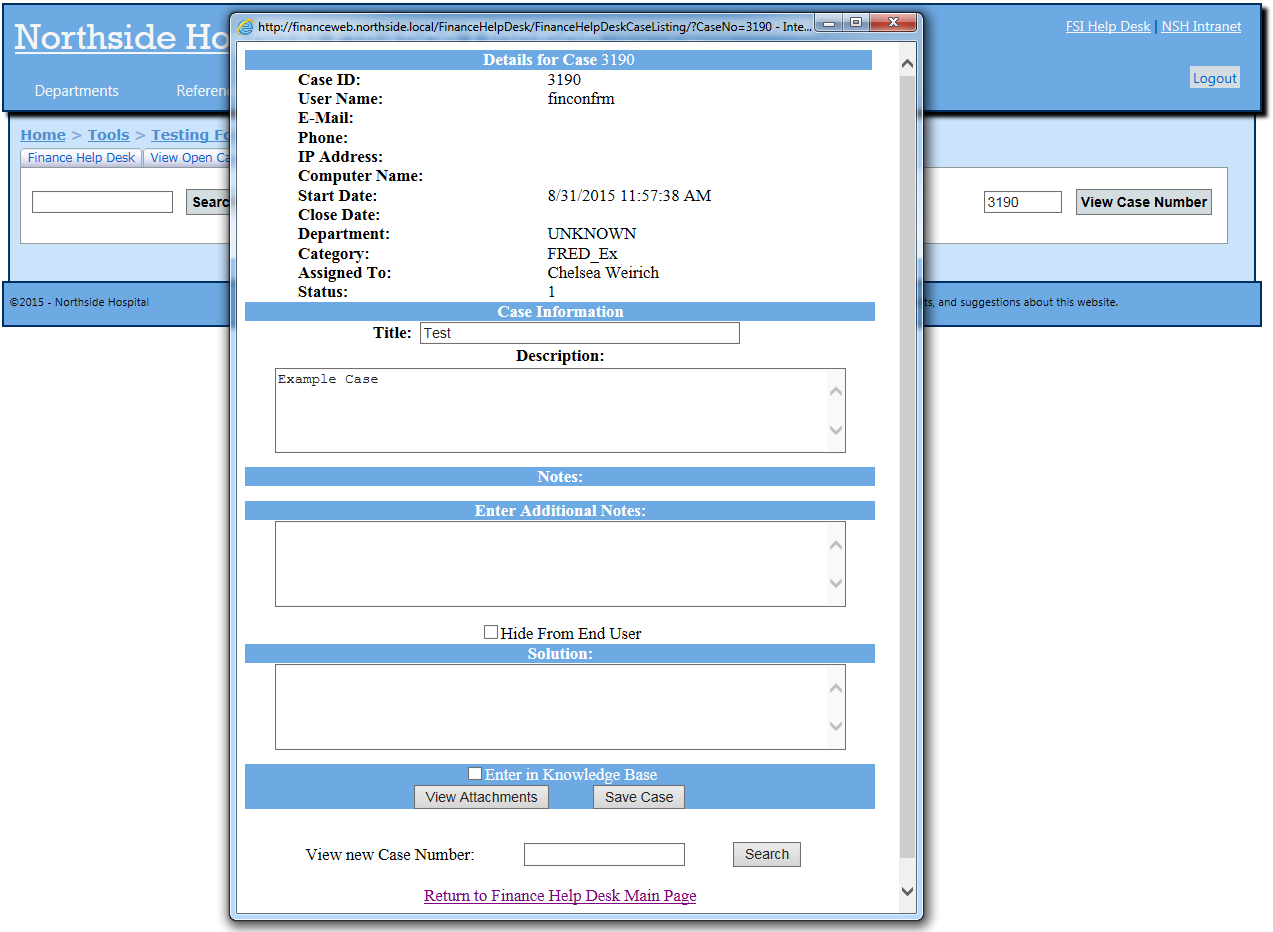 Northside Ho
FSI Help Desk | NSH Intranet
Logout
Departments
Home > Tools > Testing
Finance Help Desk
View Open
2015 - Northside Hospital
3190
View Case Number
and suggestions about this website.
http://financeweb.northside.local/FinanceHelpDesk/FinanceHelpDeskCaseListing/?CaseNo=3190 - Inte...
Details for Case 3190
Case ID: 3190
User Name: finconfrm
E-Mail:
Phone:
IP Address:
Computer Name:
Start Date: 8/31/2015 11:57:38 AM
Close Date:
Department: UNKNOWN
Category: FRED_Ex
Assigned To: Chelsea Weirich
Status: 1
Case Information
Title: Test
Description:
Example Case
Notes:
Enter Additional Notes:
Hide From End User
Solution:
Enter in Knowledge Base
View Attachments Save Case
View new Case Number: Search
Return to Finance Help Desk Main Page